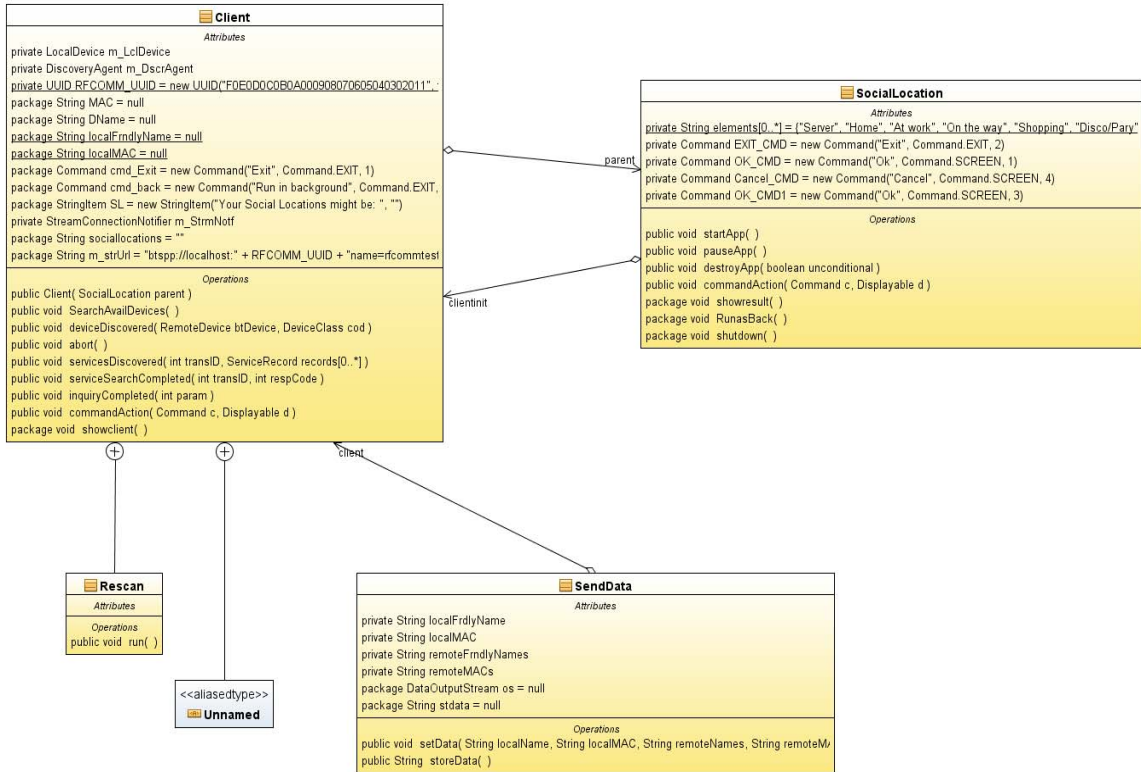 Client
Attributes
private LocalDevice m_LclDevice
private DiscoveryAgent m_DscrAgent
private UUID RFCOMM_UUID = new UUID("F0E0D0C0B0A000908070605040302011",
package String MAC = null
package String DName = null
package String localFrndlyName = null
package String localMAC = null
package Command cmd_Exit = new Command("Exit", Command.EXIT, 1)
package Command cmd_back = new Command("Run in background", Command.EXIT,
package StringItem SL = new StringItem("Your Social Locations might be: ", "")
private StreamConnectionNotifier m_StrmNotf
package String sociallocations = ""
package String m_strUrl = "btspp://localhost:" + RFCOMM_UUID + "name=rfcommtest
Operations
public Client( SocialLocation parent )
public void SearchAvailDevices( )
public void deviceDiscovered( RemoteDevice btDevice, DeviceClass cod )
public void abort( )
public void servicesDiscovered( int transID, ServiceRecord records[0..*] )
public void serviceSearchCompleted( int transID, int respCode )
public void inquiryCompleted( int param )
public void commandAction( Command c, Displayable d )
package void showclient( )
parent
clientinit
client
SocialLocation
Attributes
private String elements[0..*] = {"Server", "Home", "At work", "On the way", "Shopping", "Disco/Pary"
private Command EXIT_CMD = new Command("Exit", Command.EXIT, 2)
private Command OK_CMD = new Command("Ok", Command.SCREEN, 1)
private Command Cancel_CMD = new Command("Cancel", Command.SCREEN, 4)
private Command OK_CMD1 = new Command("Ok", Command.SCREEN, 3)
Operations
public void startApp( )
public void pauseApp( )
public void destroyApp( boolean unconditional )
public void commandAction( Command c, Displayable d )
package void showresult( )
package void RunasBack( )
package void shutdown( )
Rescan
Attributes
Operations
public void run( )
<<aliasedtype>>
Unnamed
SendData
Attributes
private String localFrdlyName
private String localMAC
private String remoteFrndlyNames
private String remoteMACs
package DataOutputStream os = null
package String stdata = null
Operations
public void setData( String localName, String localMAC, String remoteNames, String remoteMA
public String storeData( )